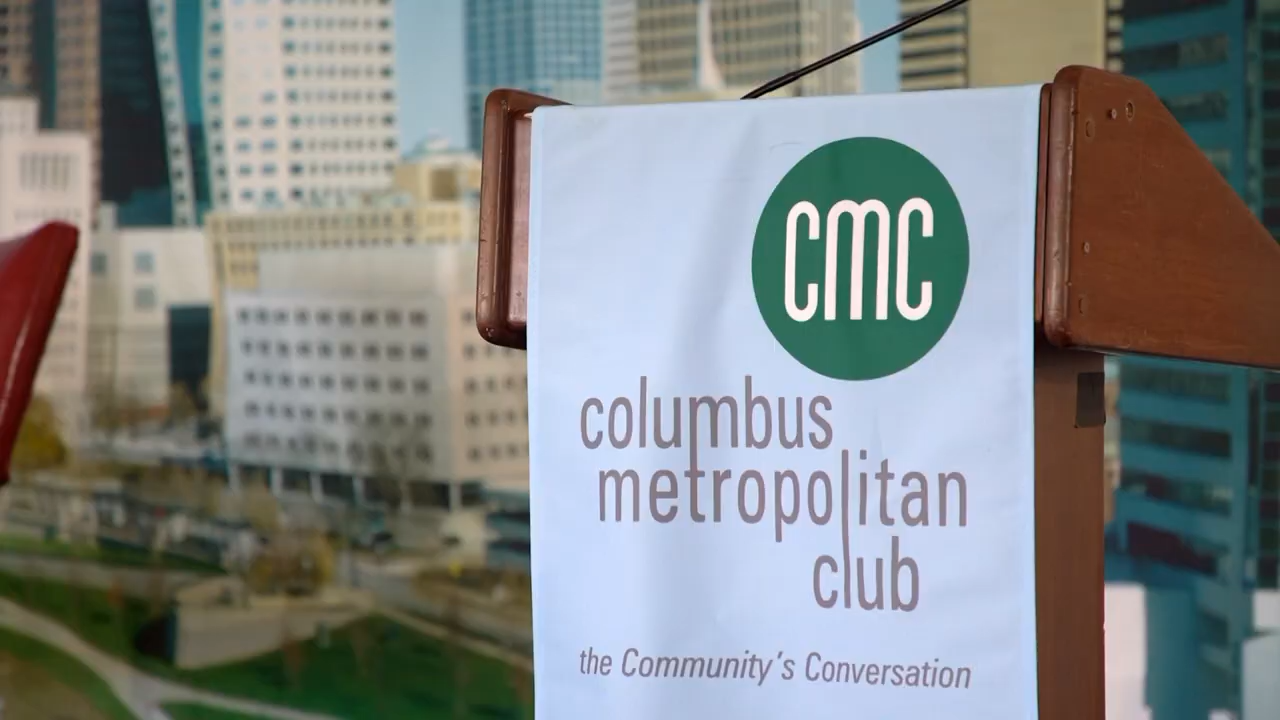 CMC
columbus
metropolitan
club
the Community's Conversation